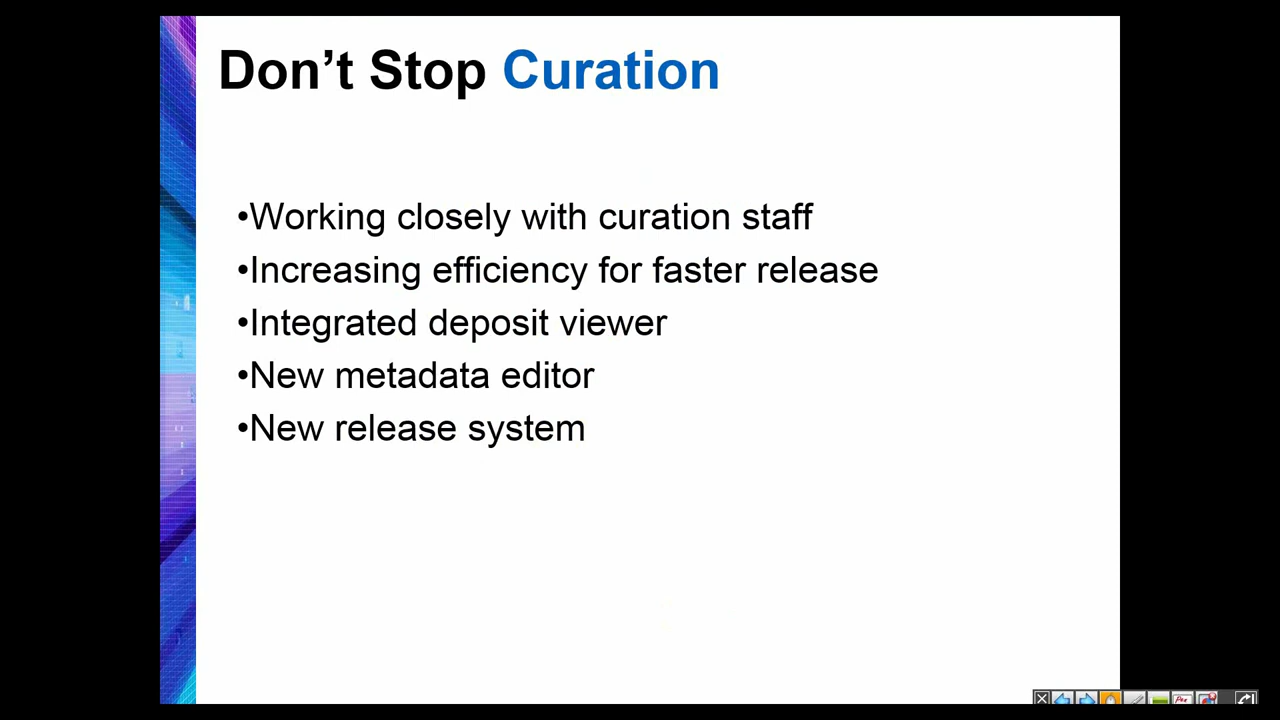 Don’t Stop Curation
•Working closely with curation staff
•Increasing efficiency for faster release
•Integrated deposit viewer
•New metadata editor
•New release system